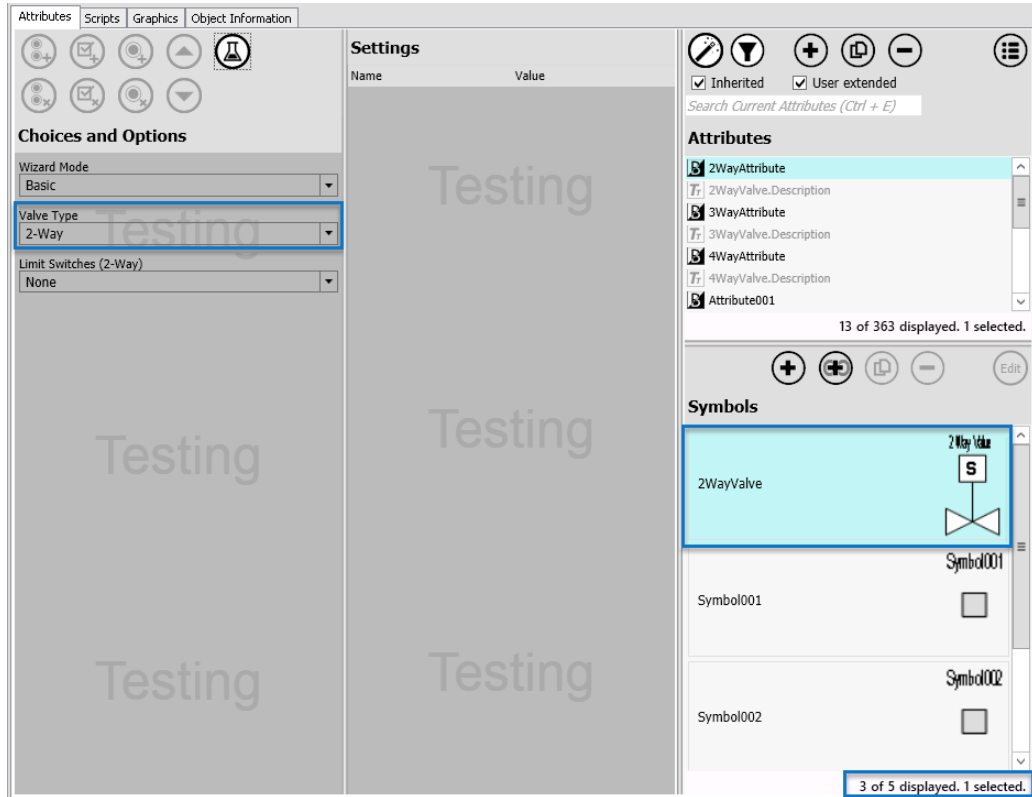 Attributes Scripts Graphics Object Information
Choices and Options
Wizard Mode
Basic
Valve Type
2-Way
Limit Switches (2-Way)
None
Testing
Testing
Testing
Settings
Name Value
Testing
Testing
Testing
Inherited User extended
Search Current Attributes (Ctrl + E)
Attributes
2WayAttribute
2WayValve.Description
3WayAttribute
3WayValve.Description
4WayAttribute
4WayValve.Description
Attribute001
13 of 363 displayed. 1 selected.
Edit
Symbols
2 Way Valve
S
2WayValve
Symbol001
Symbol001
Symbol002
Symbol002
3 of 5 displayed. 1 selected.